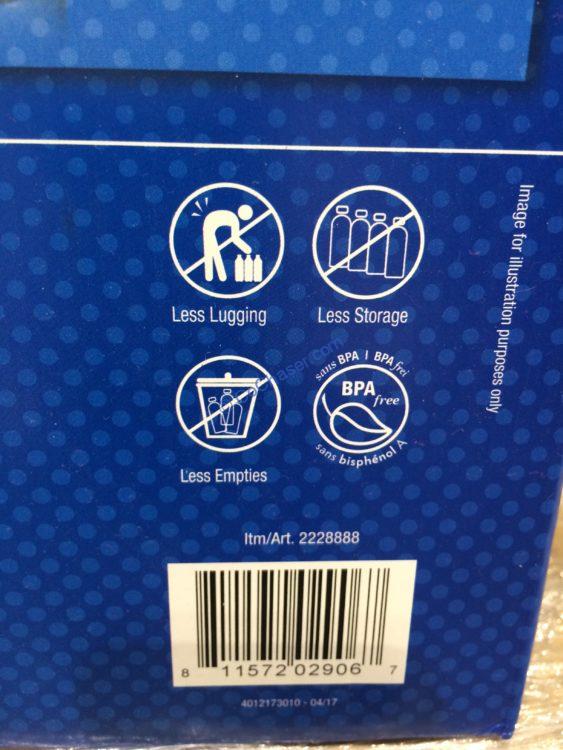 Less Lugging
Less Storage
Image for illustration purposes only
Less Empties
sans BPA | BPA frei
BPA
free
sans bisphénol A
Itm/Art. 2228888
8 11572 02906 7
4012173010 - 04/17